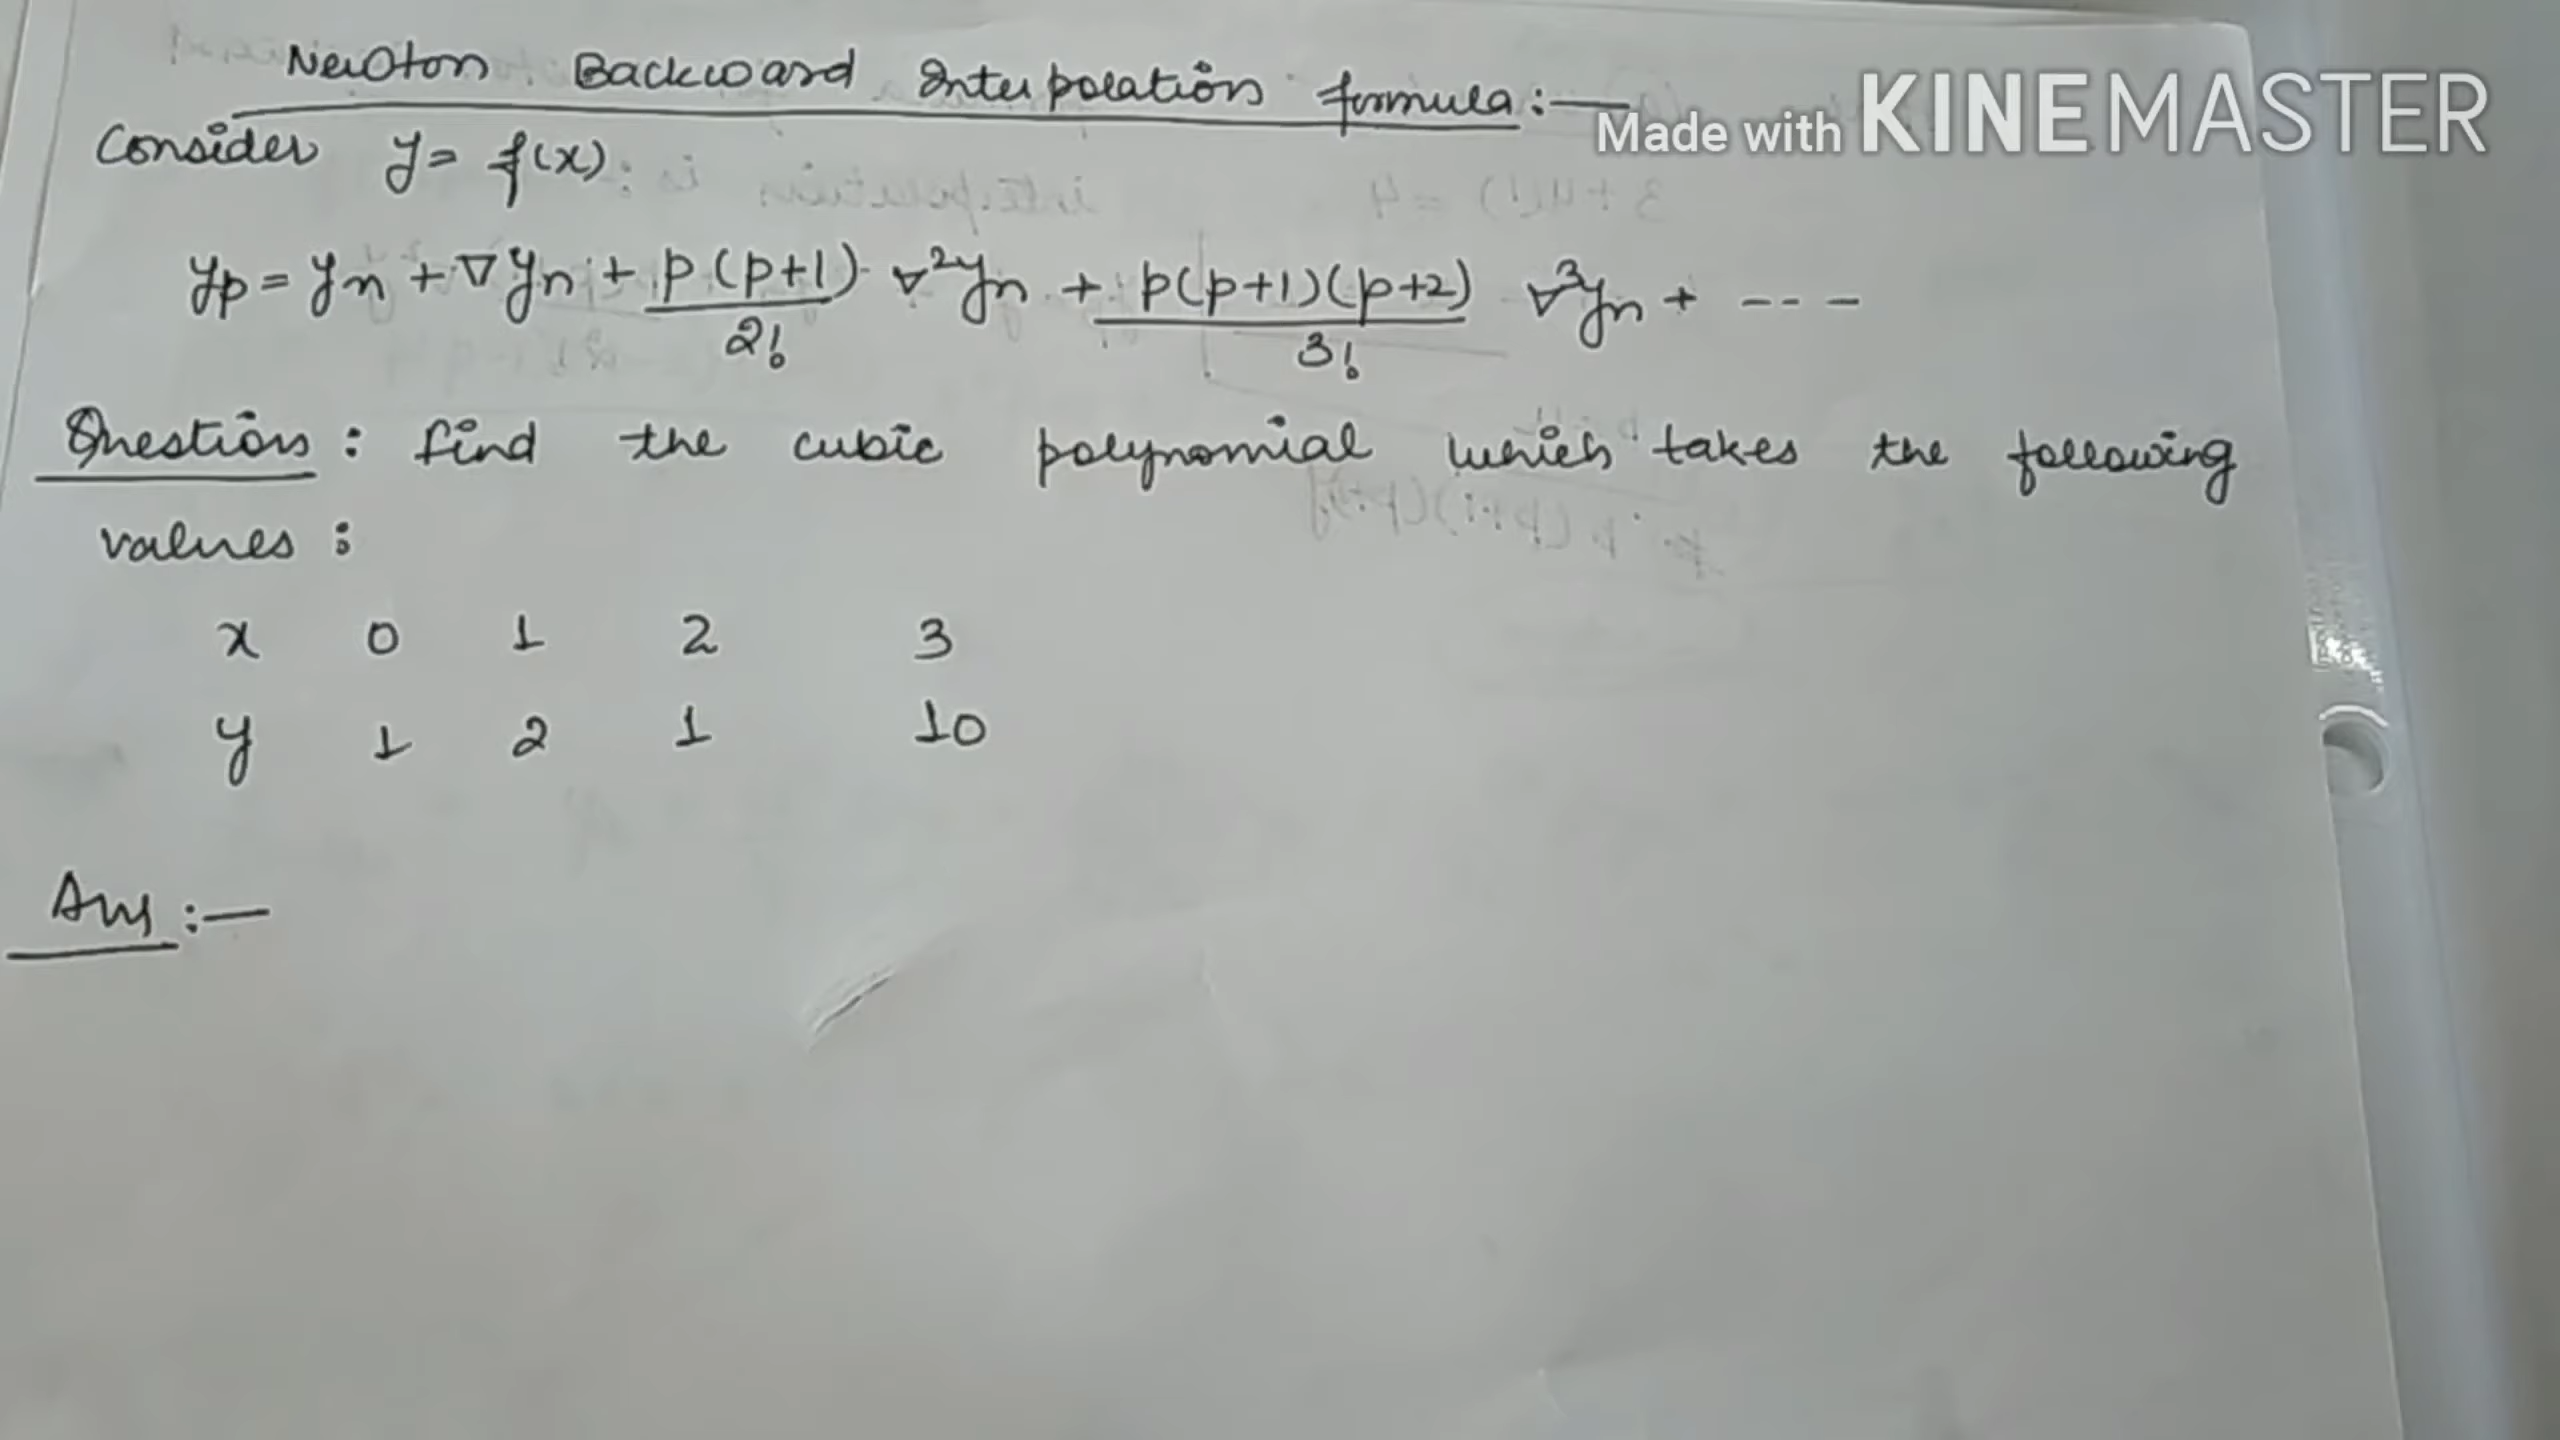 Newton Backward Interpolation formula :—
Made with KINEMASTER
Consider y = f(x).
yp = yn + ∇yn + p(p+1)/2! ∇²yn + p(p+1)(p+2)/3! ∇³yn + ---
Question : find the cubic polynomial which takes the following
values :
x 0 1 2 3
y 1 2 1 10
Ans :—